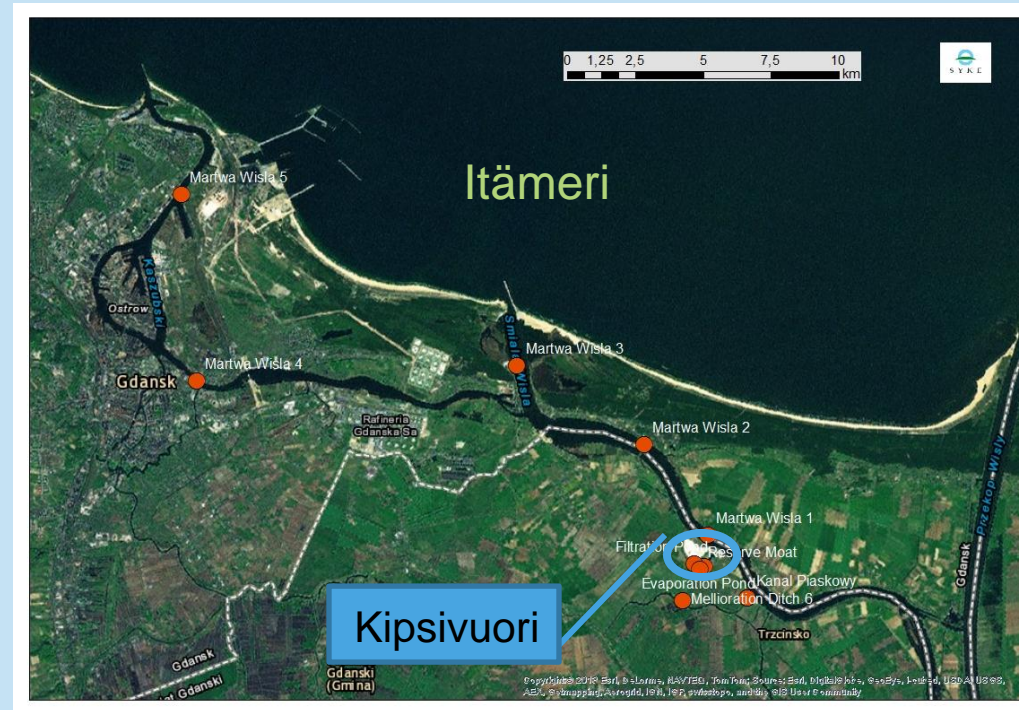 0 1,25 2,5 5 7,5 10
km
SYKE
Itämeri
Martwa Wisla 5
Kaszubski
Ostrow
Martwa Wisla 4
Gdansk
Martwa Wisla 3
Wisla
Rafineria
Gdanska Sa
Martwa Wisla 2
Przekop Wisly
Gdansk
Martwa Wisla 1
Filtration
Reserve Moat
Evaporation Pond
Kanal Piaskowy
Mellioration Ditch 6
Kipsivuori
Trzcinsko
Gdansk
Gdanski
Gdanski
(Gmina)